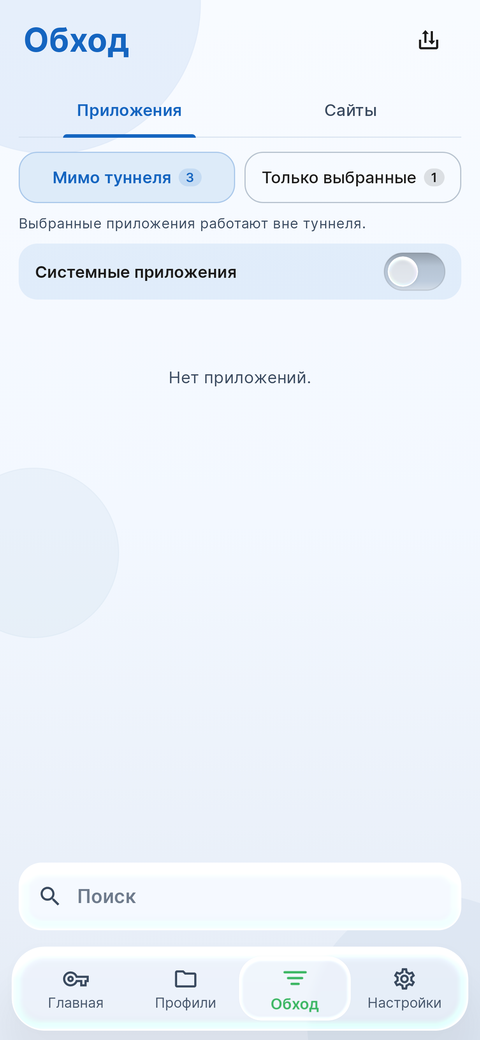 Обход
Приложения
Сайты
Мимо туннеля 3
Только выбранные 1
Выбранные приложения работают вне туннеля.
Системные приложения
Нет приложений.
Поиск
Главная
Профили
Обход
Настройки